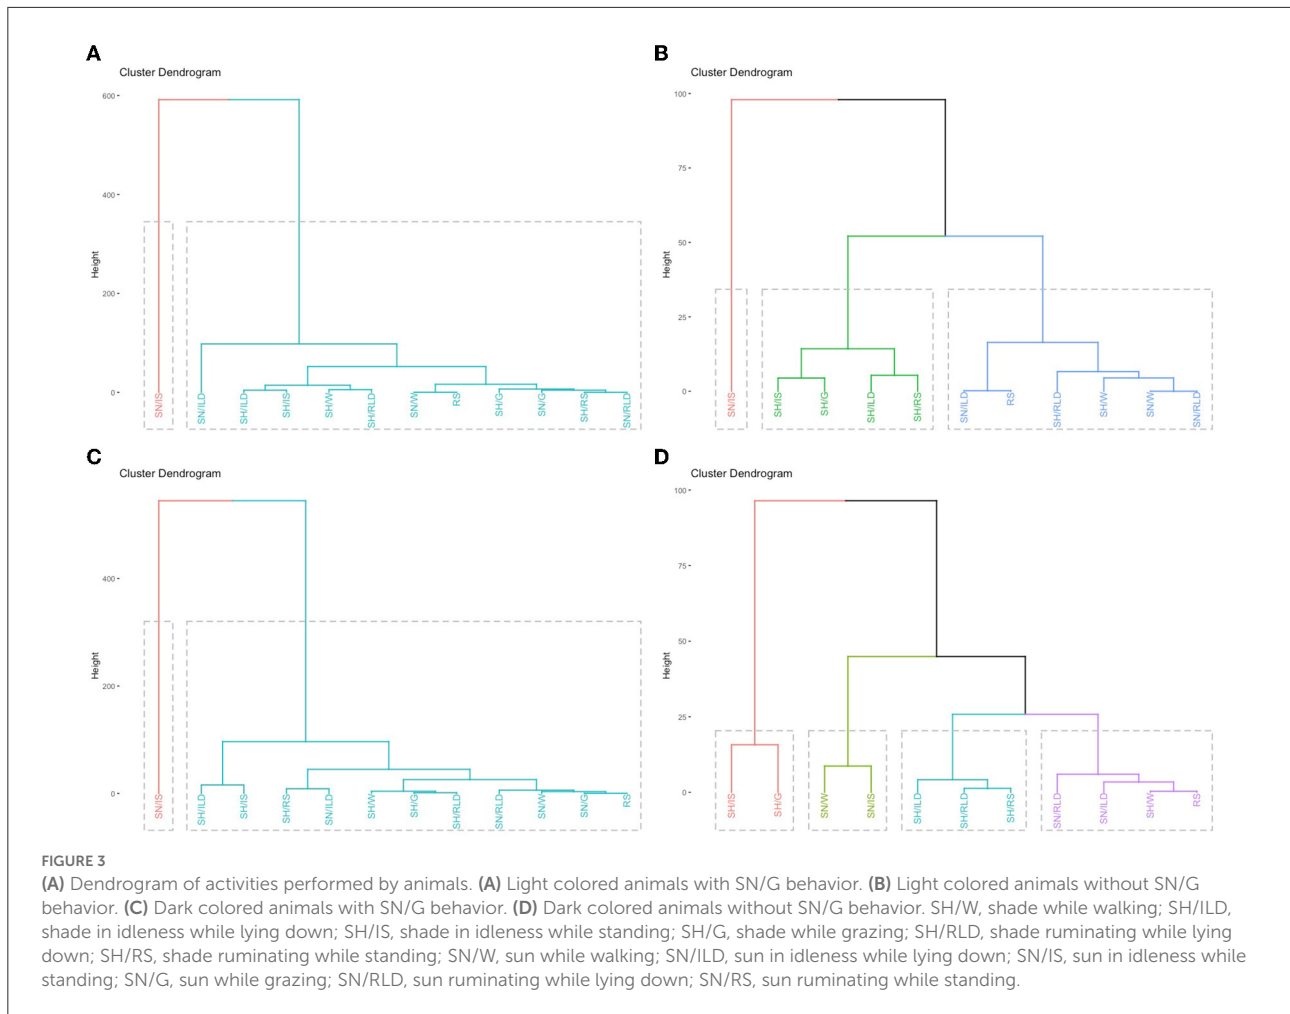 A
Cluster Dendrogram
600
400
200
0
Height
SN/IS
SN/ILD
SH/ILD
SH/IS
SH/W
SH/RLD
SN/W
RS
SH/G
SN/G
SH/RS
SN/RLD
B
Cluster Dendrogram
100
75
50
25
0
Height
SN/IS
SH/IS
SH/G
SH/ILD
SH/RS
SN/ILD
RS
SH/RLD
SH/W
SN/W
SN/RLD
C
Cluster Dendrogram
400
200
0
Height
SN/IS
SH/ILD
SH/IS
SH/RS
SN/ILD
SH/W
SH/G
SH/RLD
SN/RLD
SN/W
SN/G
RS
D
Cluster Dendrogram
100
75
50
25
0
Height
SH/IS
SH/G
SN/W
SN/IS
SH/ILD
SH/RLD
SH/RS
SN/RLD
SN/ILD
SH/W
RS
FIGURE 3
(A) Dendrogram of activities performed by animals. (A) Light colored animals with SN/G behavior. (B) Light colored animals without SN/G
behavior. (C) Dark colored animals with SN/G behavior. (D) Dark colored animals without SN/G behavior. SH/W, shade while walking; SH/ILD,
shade in idleness while lying down; SH/IS, shade in idleness while standing; SH/G, shade while grazing; SH/RLD, shade ruminating while lying
down; SH/RS, shade ruminating while standing; SN/W, sun while walking; SN/ILD, sun in idleness while lying down; SN/IS, sun in idleness while
standing; SN/G, sun while grazing; SN/RLD, sun ruminating while lying down; SN/RS, sun ruminating while standing.